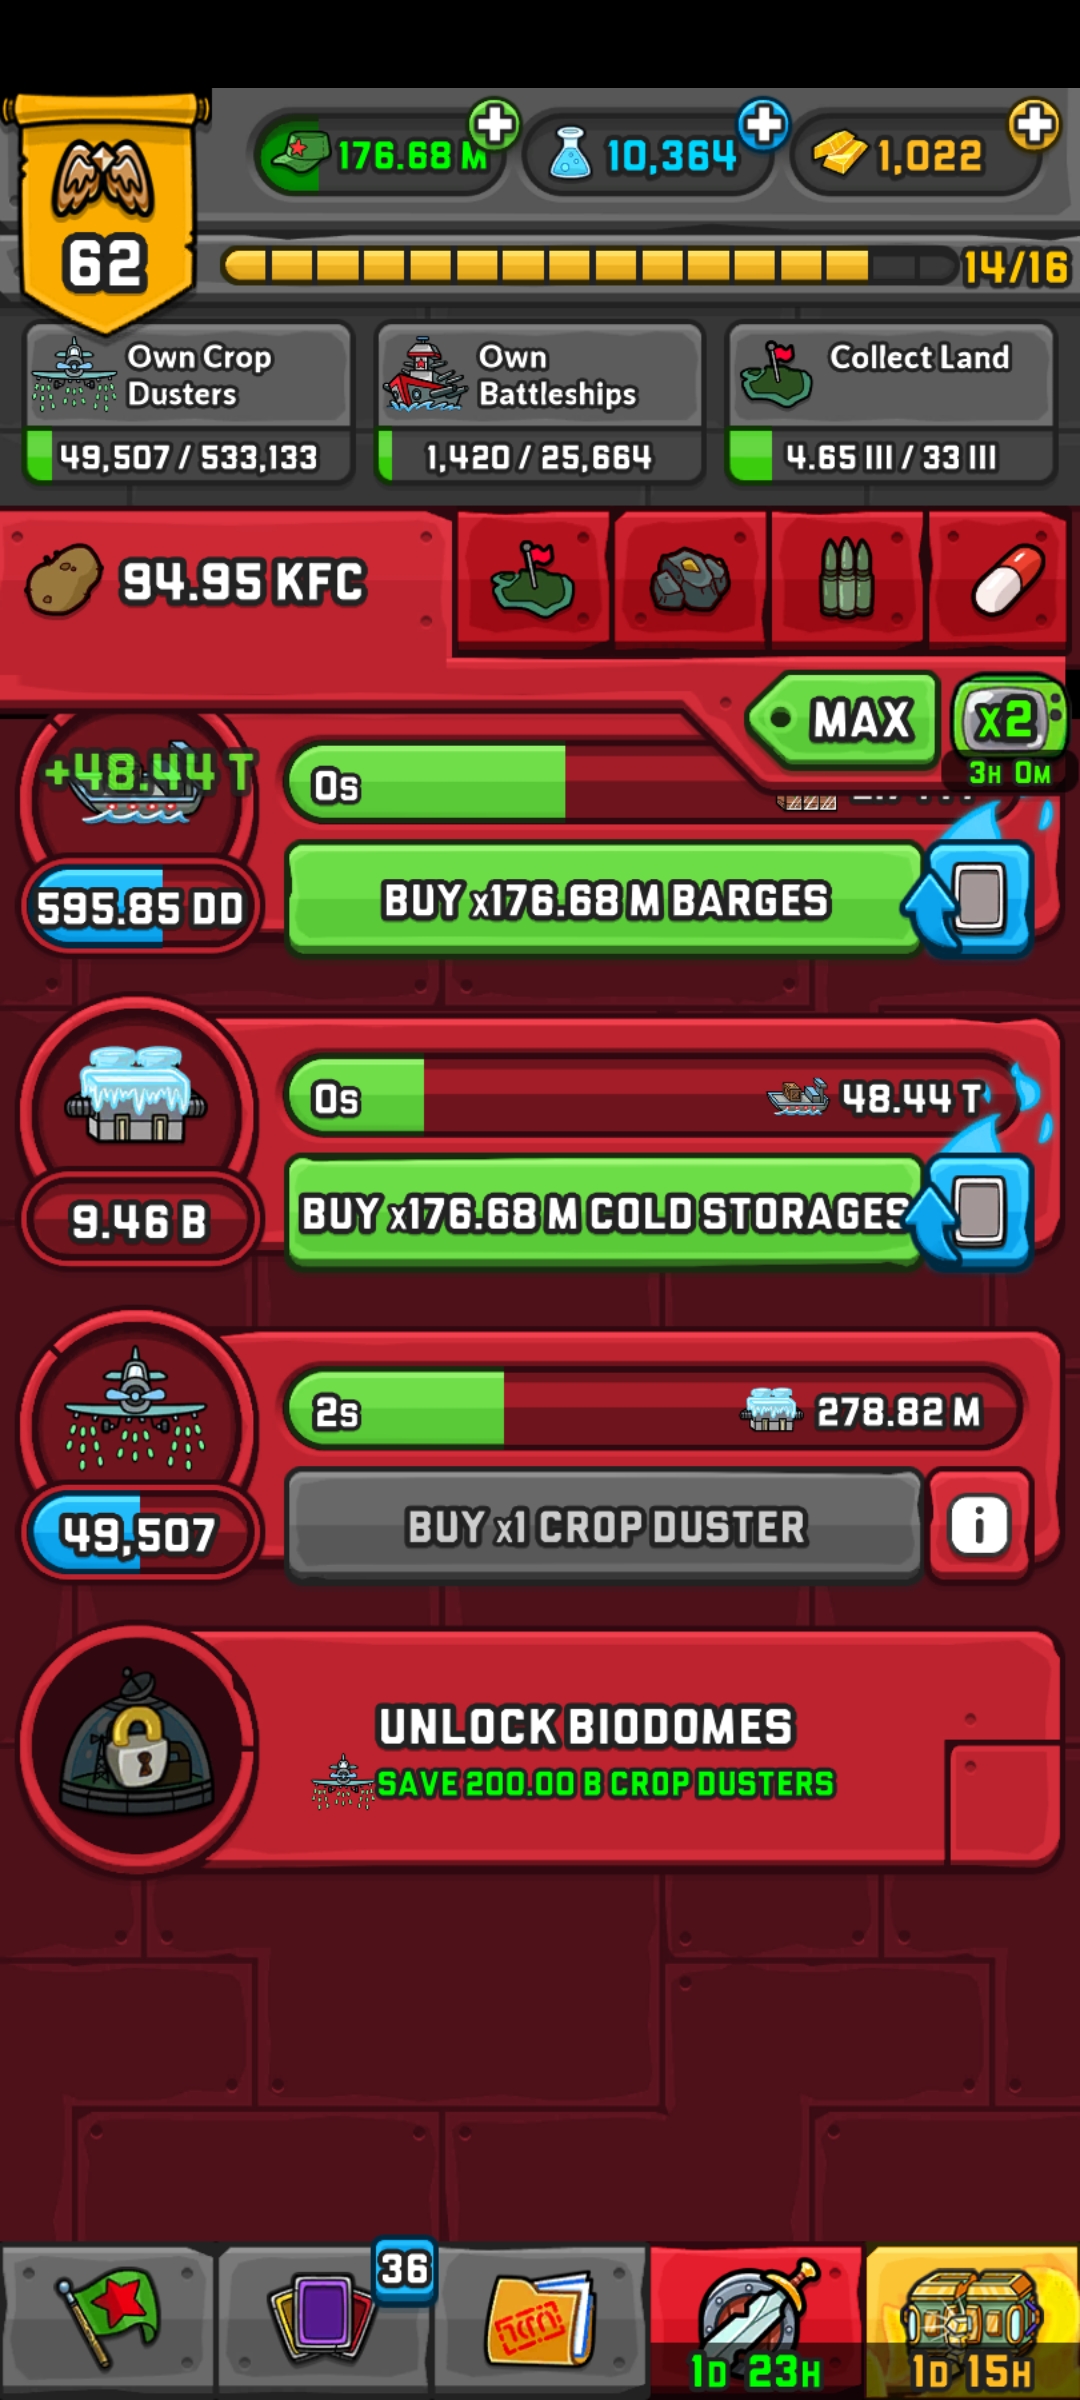 176.68 M
10,364
1,022
62
14/16
Own Crop
Dusters
49,507 / 533,133
Own
Battleships
1,420 / 25,664
Collect Land
4.65 III / 33 III
94.95 KFC
MAX
x2
3H 0M
+48.44 T
0s
595.85 DD
BUY x176.68 M BARGES
0s
48.44 T
9.46 B
BUY x176.68 M COLD STORAGES
2s
278.82 M
49,507
BUY x1 CROP DUSTER
i
UNLOCK BIODOMES
SAVE 200.00 B CROP DUSTERS
36
1D 23H
1D 15H